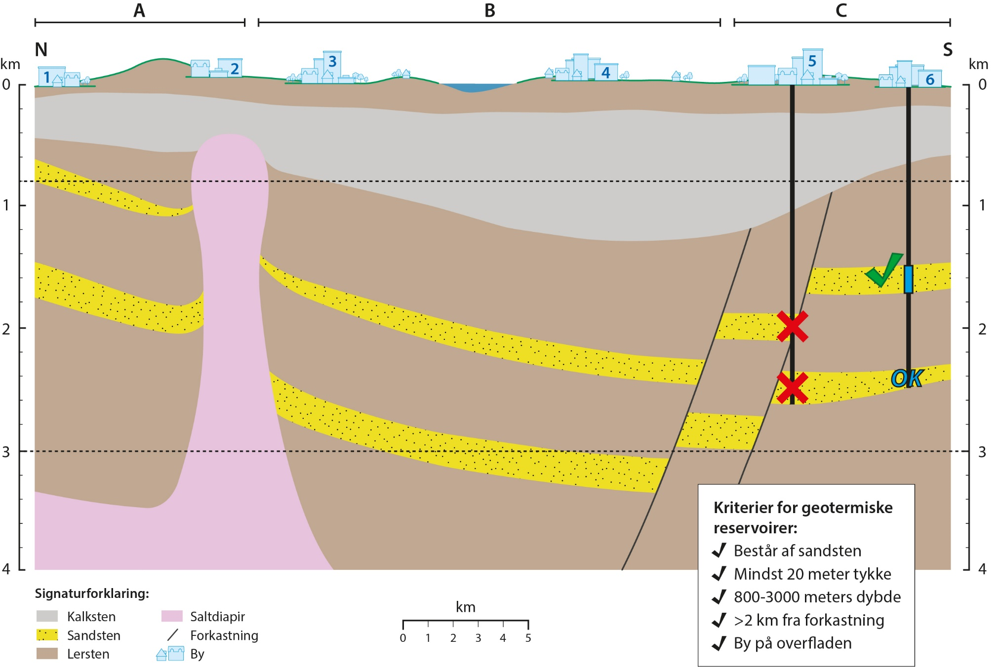 A
B
C
N
S
km
km
1
2
3
4
5
6
0
0
1
1
2
2
3
3
4
4
OK
Kriterier for geotermiske
reservoirer:
Består af sandsten
Mindst 20 meter tykke
800-3000 meters dybde
>2 km fra forkastning
By på overfladen
Signaturforklaring:
Kalksten
Saltdiapir
Sandsten
Forkastning
Lersten
By
km
0 1 2 3 4 5